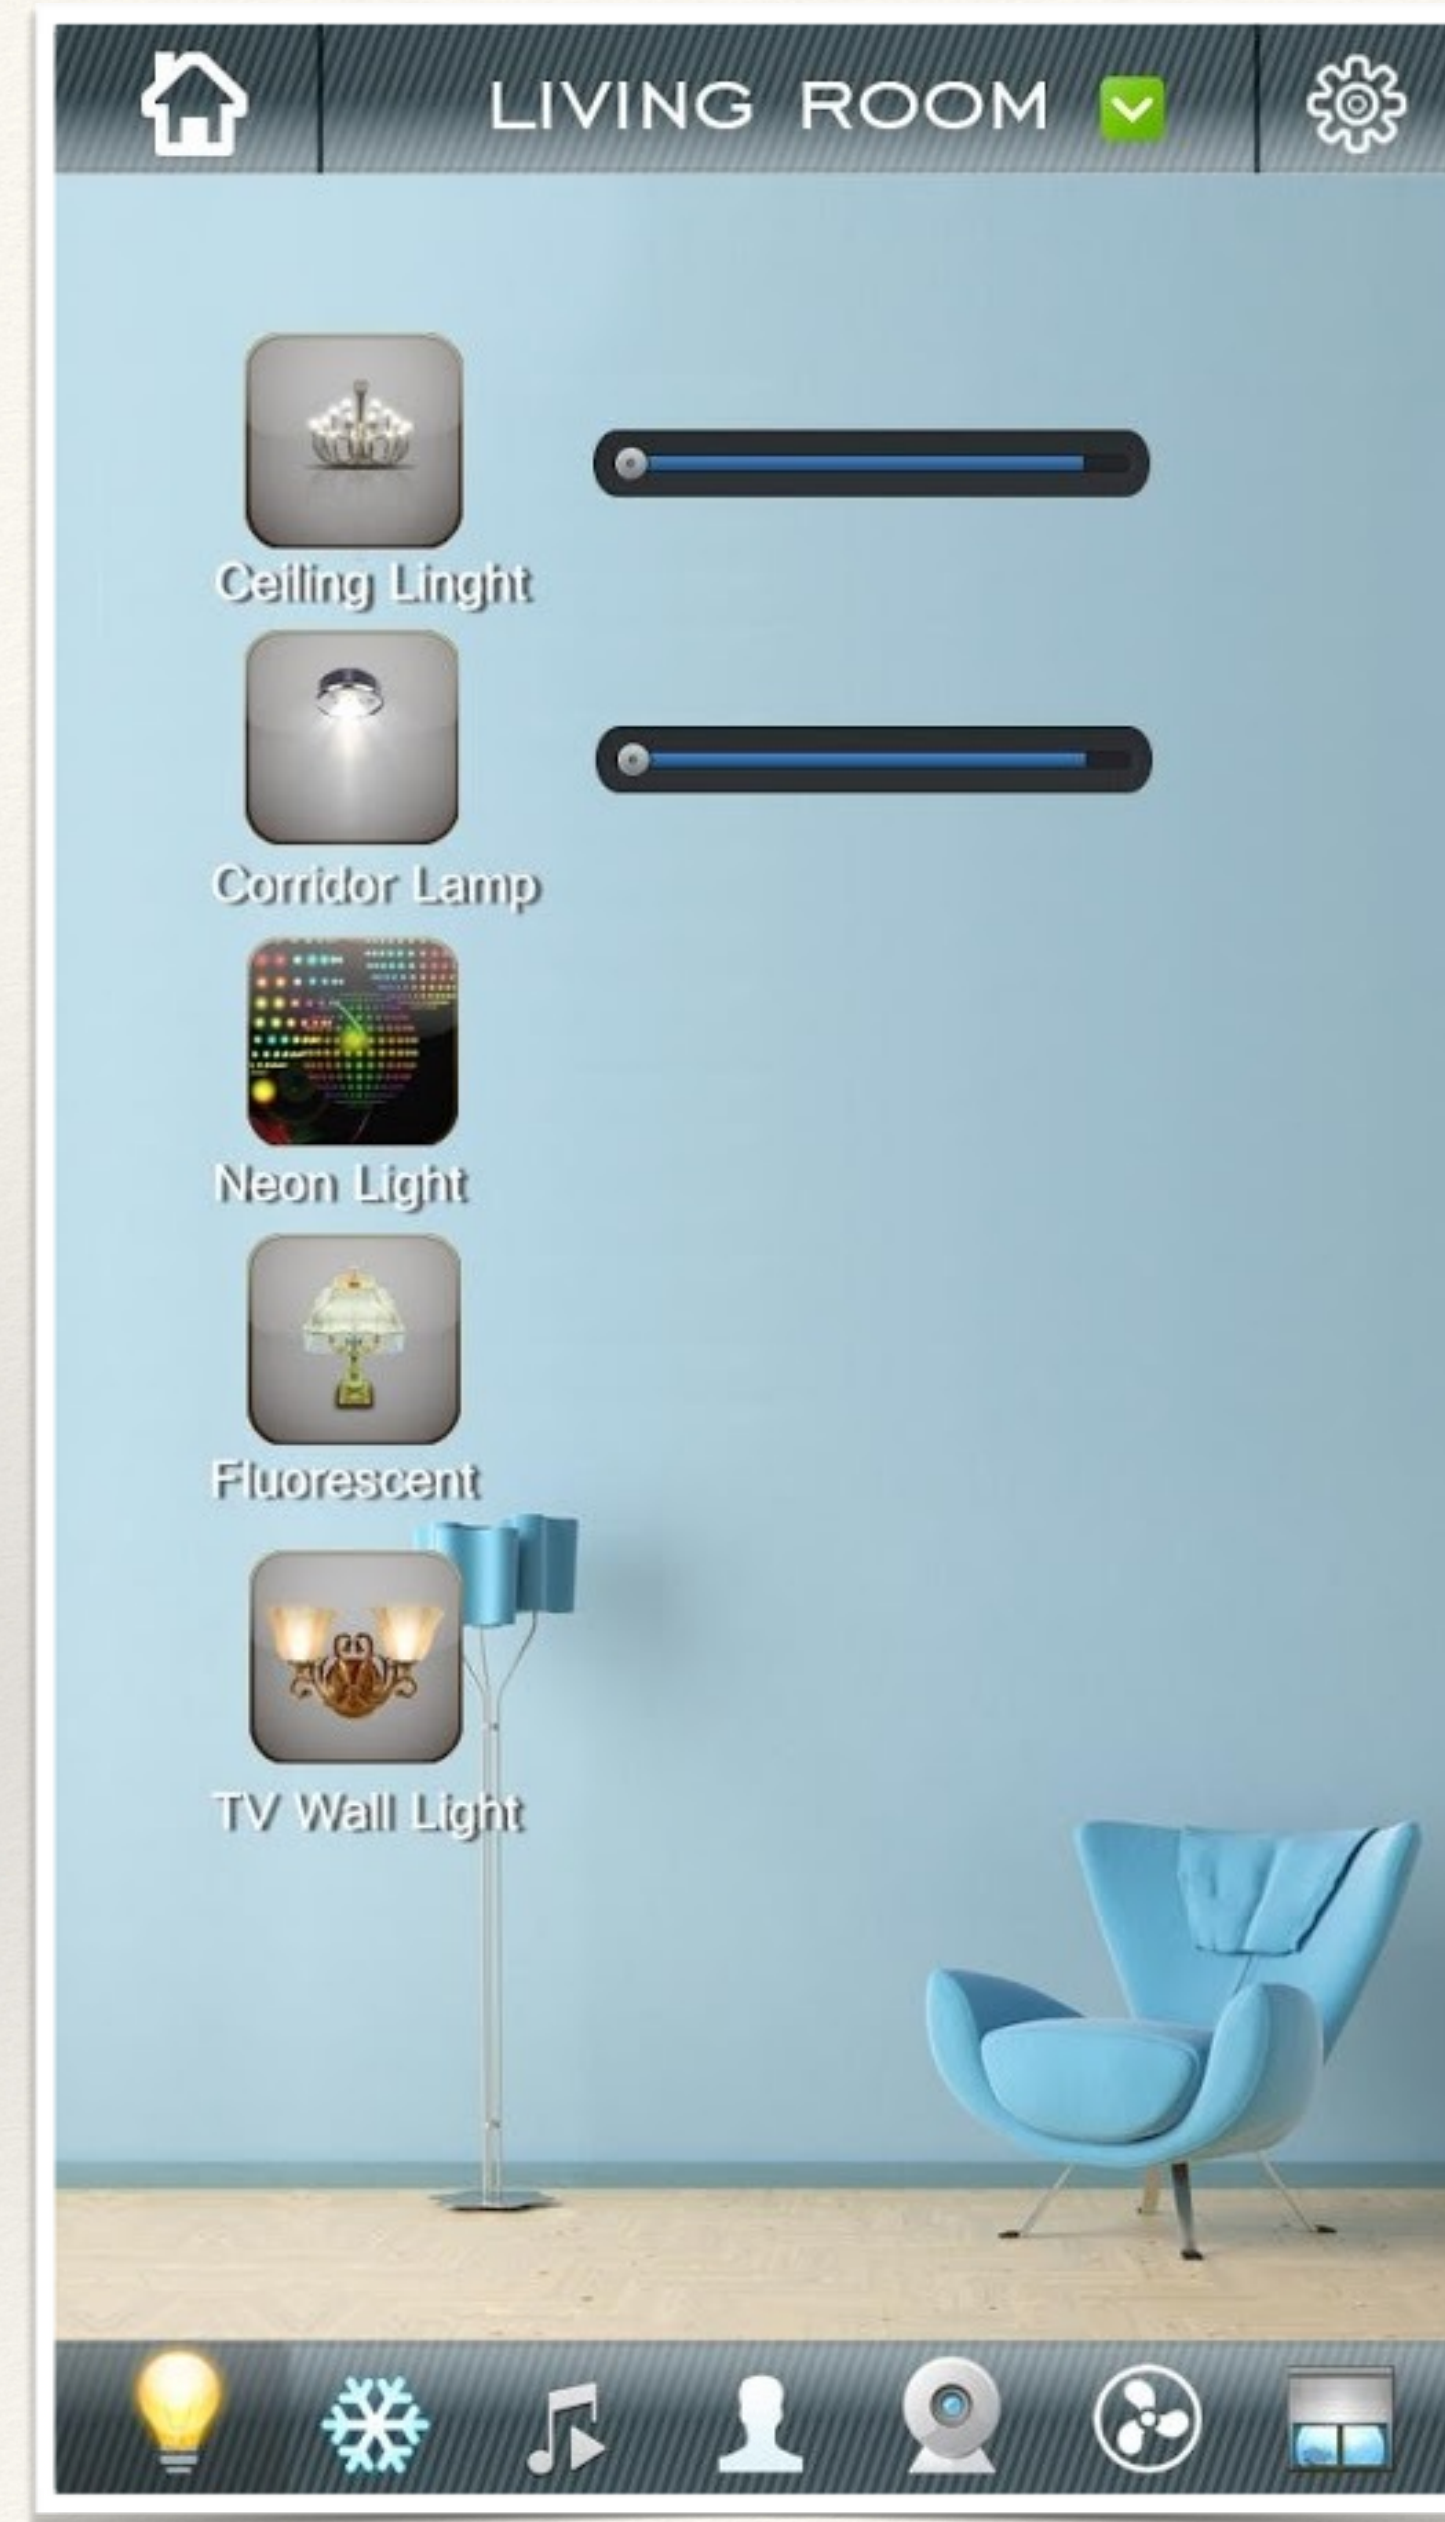 LIVING ROOM
Ceiling Linght
Corridor Lamp
Neon Light
Fluorescent
TV Wall Light